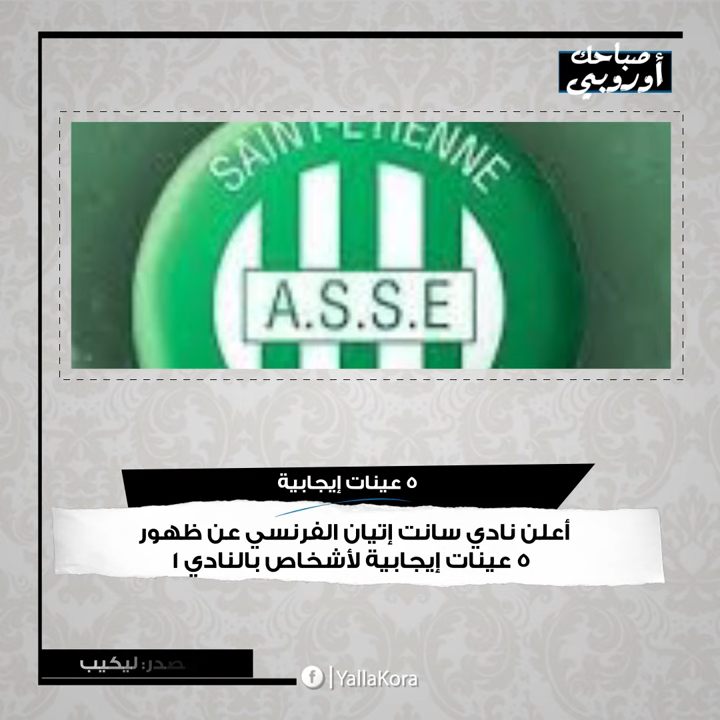 صباحك
أوروبي
SAINT-ETIENNE
A.S.S.E
٥ عينات إيجابية
أعلن نادي سانت إتيان الفرنسي عن ظهور
٥ عينات إيجابية لأشخاص بالنادي !
صدر: ليكيب
f | YallaKora